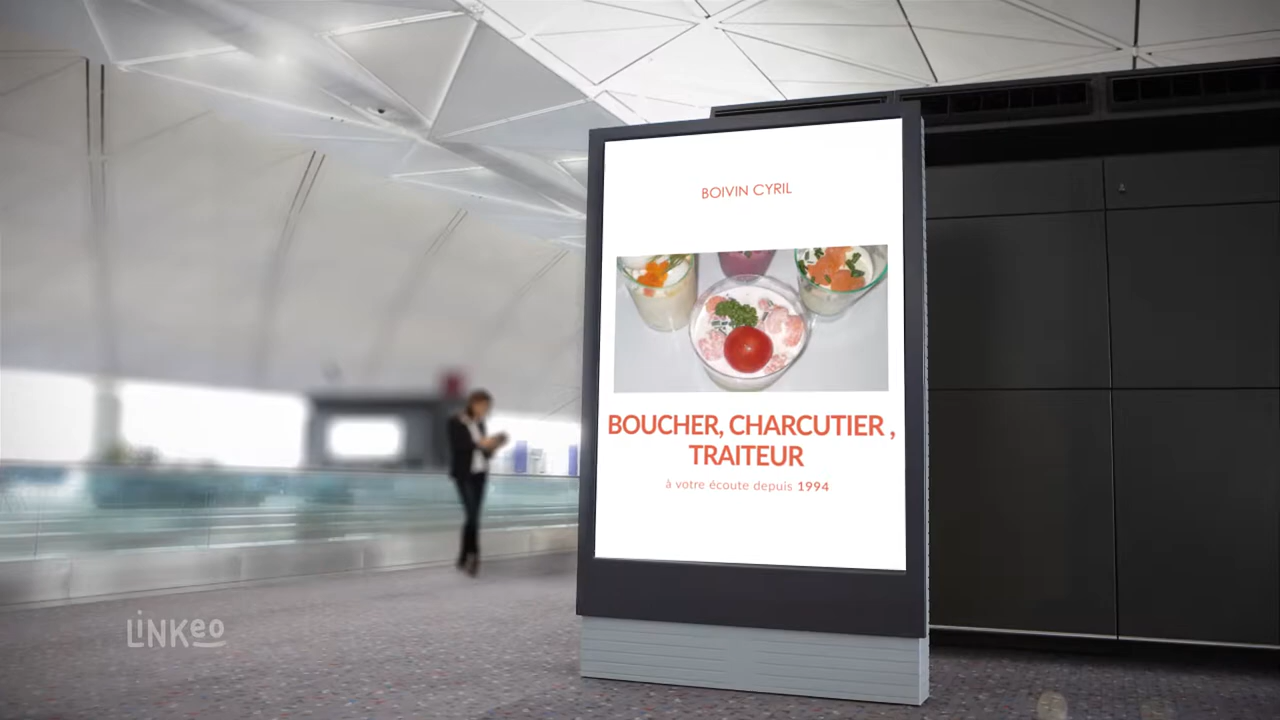 BOIVIN CYRIL
BOUCHER, CHARCUTIER ,
TRAITEUR
à votre écoute depuis 1994
LiNKeo